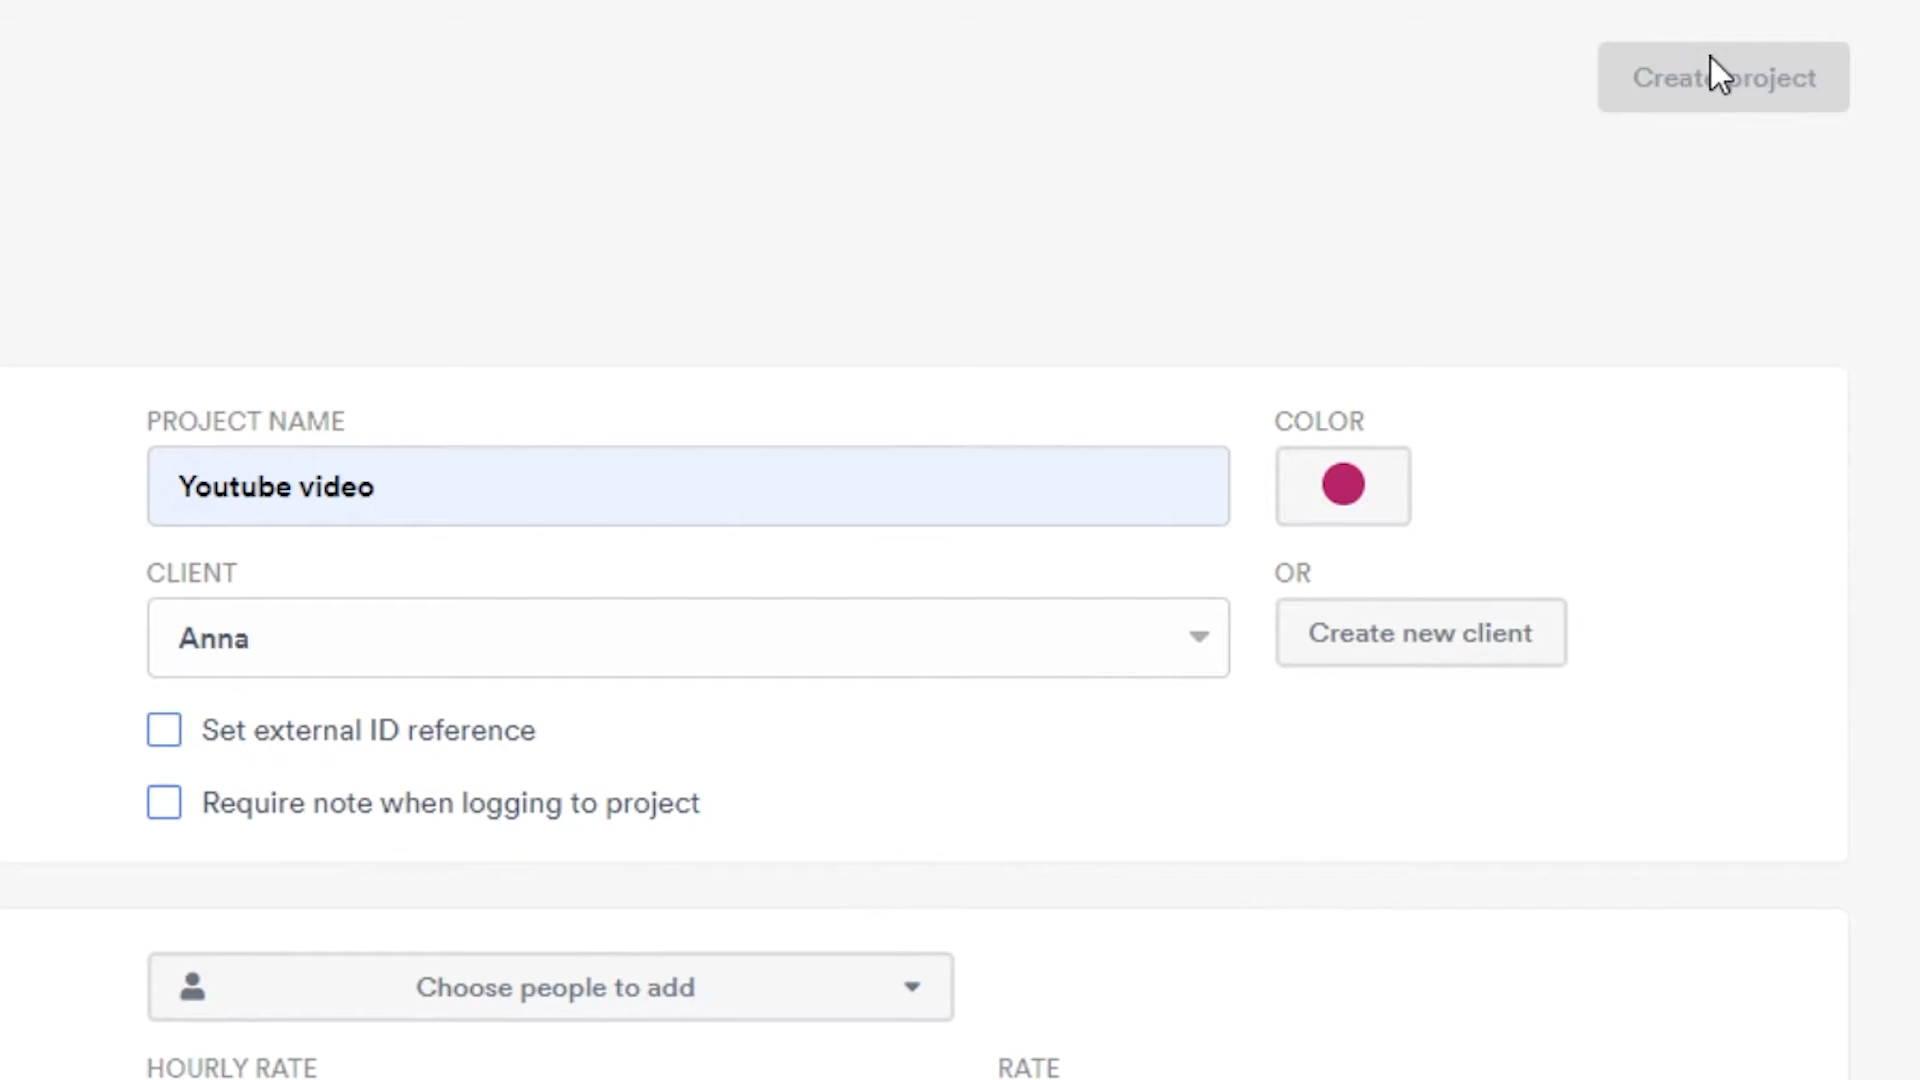 Create project
PROJECT NAME
COLOR
Youtube video
CLIENT
OR
Anna
Create new client
Set external ID reference
Require note when logging to project
Choose people to add
HOURLY RATE
RATE